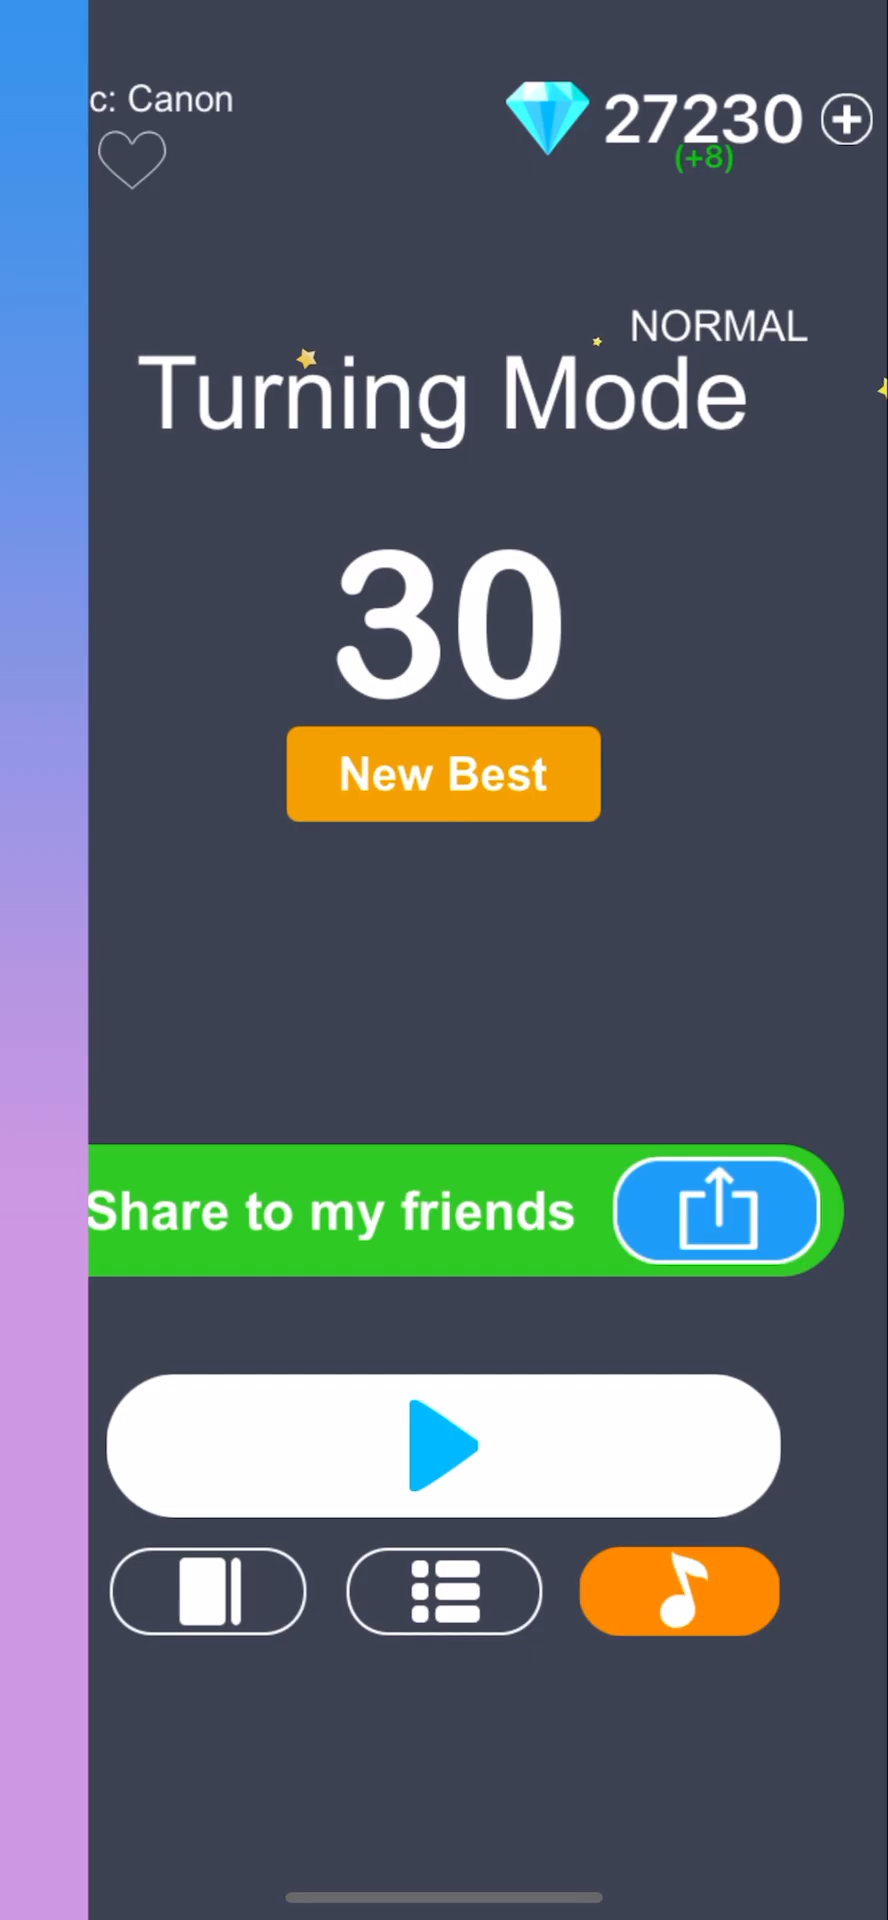 c: Canon
27230
(+8)
NORMAL
Turning Mode
30
New Best
Share to my friends